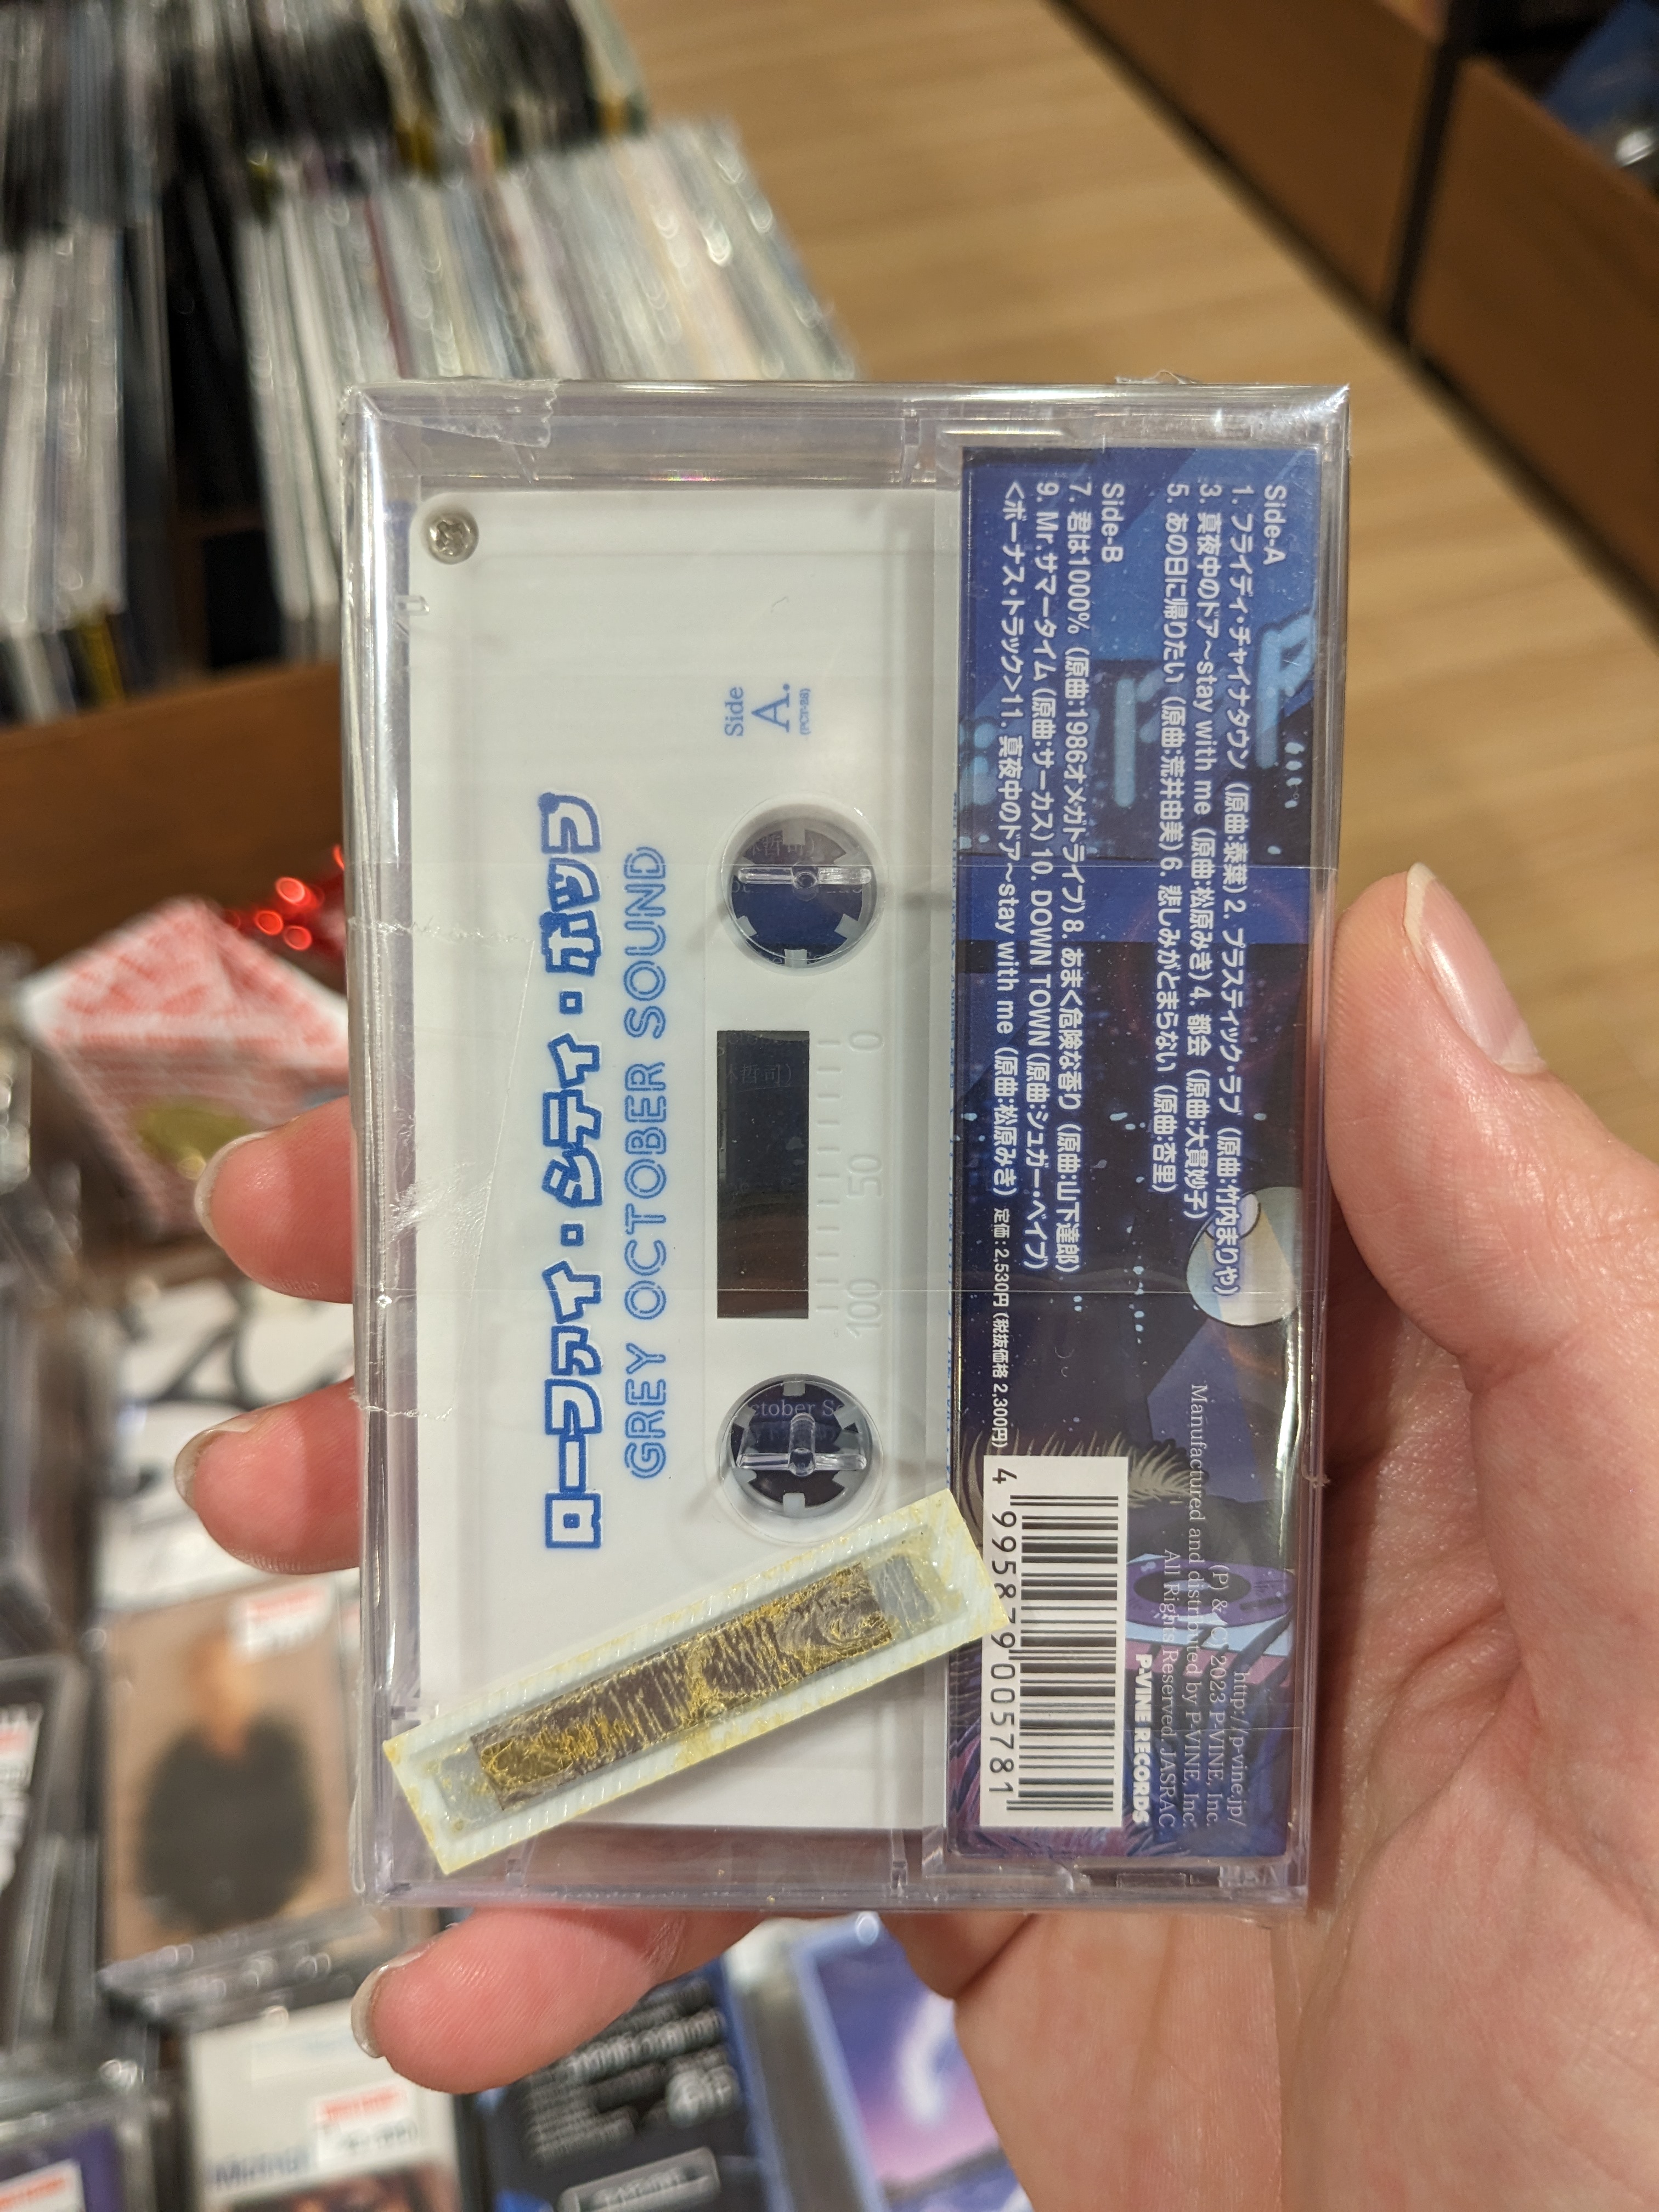 Side-A
1. フライディ・チャイナタウン (原曲:泰葉) 2. プラスティック・ラブ (原曲:竹内まりや)
3. 真夜中のドア～stay with me (原曲:松原みき) 4. 都会 (原曲:大貫妙子)
5. あの日に帰りたい (原曲:荒井由美) 6. 悲しみがとまらない (原曲:杏里)
Side-B
7. 君は1000% (原曲:1986オメガトライブ) 8. あまく危険な香り (原曲:山下達郎)
9. Mr.サマータイム (原曲:サーカス) 10. DOWN TOWN (原曲:シュガー・ベイブ)
<ボーナス・トラック>11. 真夜中のドア～stay with me (原曲:松原みき) 定価: 2,530円 (税抜価格 2,300円)
http://p-vine.jp/
(P) & (C) 2023 P-VINE, Inc.
Manufactured and distributed by P-VINE, Inc.
All Rights Reserved. JASRAC
P-VINE RECORDS
4 995879 005781
ローファイ・シティ・ポップ
GREY OCTOBER SOUND
Side
A.
(PCT-28)
0 50 100
林哲司)
ctober S